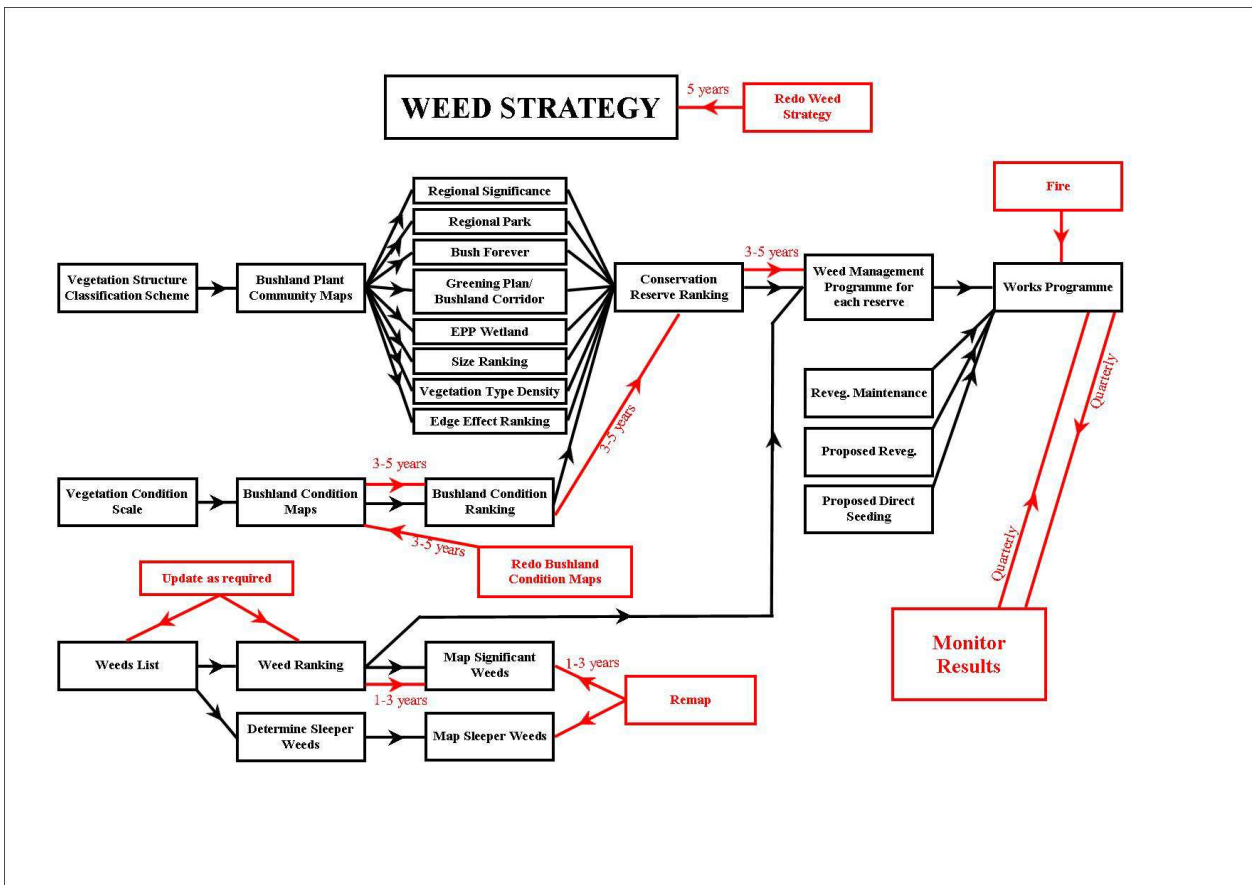 WEED STRATEGY
5 years
Redo Weed
Strategy
Fire
Regional Significance
Regional Park
Bush Forever
Greening Plan/
Bushland Corridor
EPP Wetland
Size Ranking
Vegetation Type Density
Edge Effect Ranking
Vegetation Structure
Classification Scheme
Bushland Plant
Community Maps
Conservation
Reserve Ranking
3-5 years
Weed Management
Programme for
each reserve
Works Programme
Reveg. Maintenance
Proposed Reveg.
Proposed Direct
Seeding
Quarterly
Quarterly
Monitor
Results
Vegetation Condition
Scale
Bushland Condition
Maps
3-5 years
Bushland Condition
Ranking
3-5 years
3-5 years
Redo Bushland
Condition Maps
Update as required
Weeds List
Weed Ranking
1-3 years
Map Significant
Weeds
1-3 years
Remap
Determine Sleeper
Weeds
Map Sleeper Weeds